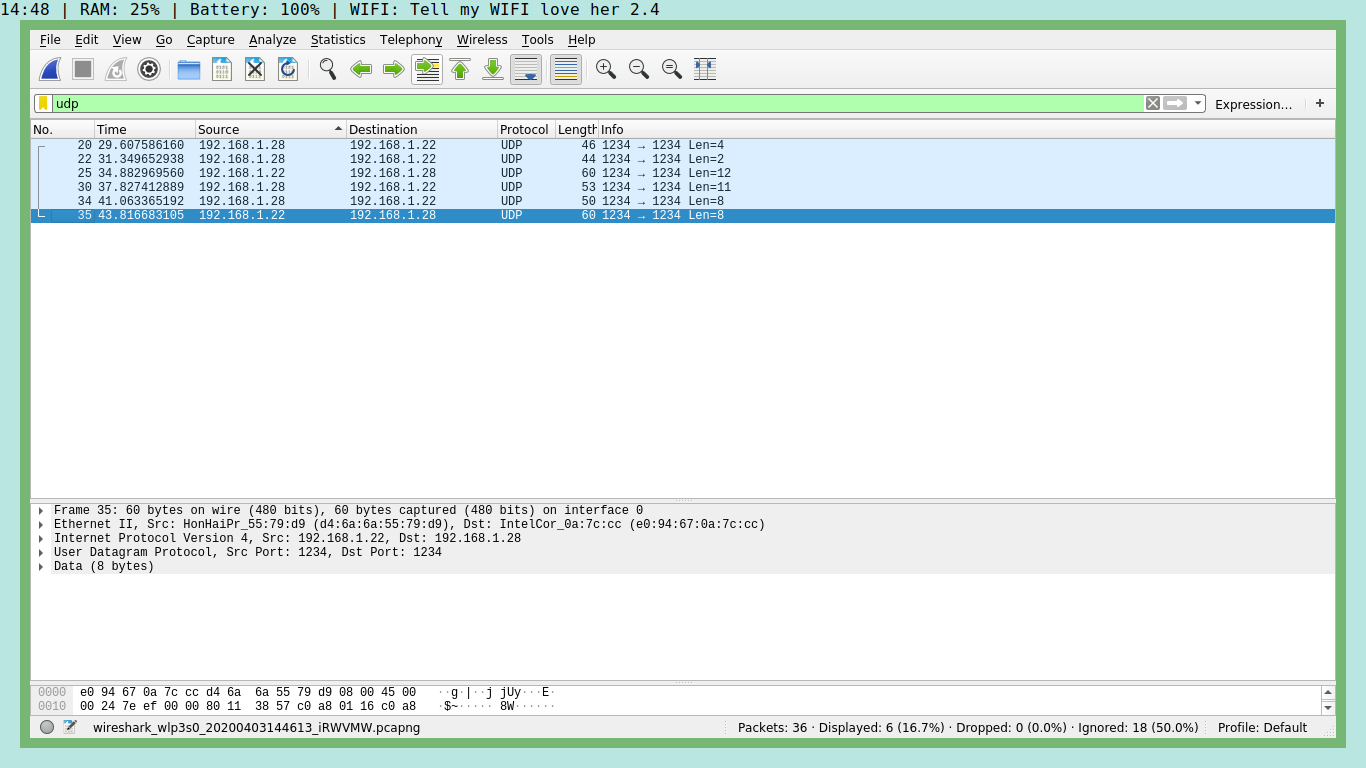 14:48 | RAM: 25% | Battery: 100% | WIFI: Tell my WIFI love her 2.4
File Edit View Go Capture Analyze Statistics Telephony Wireless Tools Help
udp Expression… +
No. Time Source Destination Protocol Length Info
20 29.607586160 192.168.1.28 192.168.1.22 UDP 46 1234 → 1234 Len=4
22 31.349652938 192.168.1.28 192.168.1.22 UDP 44 1234 → 1234 Len=2
25 34.882969560 192.168.1.22 192.168.1.28 UDP 60 1234 → 1234 Len=12
30 37.827412889 192.168.1.28 192.168.1.22 UDP 53 1234 → 1234 Len=11
34 41.063365192 192.168.1.28 192.168.1.22 UDP 50 1234 → 1234 Len=8
35 43.816683105 192.168.1.22 192.168.1.28 UDP 60 1234 → 1234 Len=8
Frame 35: 60 bytes on wire (480 bits), 60 bytes captured (480 bits) on interface 0
Ethernet II, Src: HonHaiPr_55:79:d9 (d4:6a:6a:55:79:d9), Dst: IntelCor_0a:7c:cc (e0:94:67:0a:7c:cc)
Internet Protocol Version 4, Src: 192.168.1.22, Dst: 192.168.1.28
User Datagram Protocol, Src Port: 1234, Dst Port: 1234
Data (8 bytes)
0000 e0 94 67 0a 7c cc d4 6a 6a 55 79 d9 08 00 45 00 ··g·|··j jUy···E·
0010 00 24 7e ef 00 00 80 11 38 57 c0 a8 01 16 c0 a8 ·$~····· 8W······
wireshark_wlp3s0_20200403144613_iRWVMW.pcapng Packets: 36 · Displayed: 6 (16.7%) · Dropped: 0 (0.0%) · Ignored: 18 (50.0%) Profile: Default